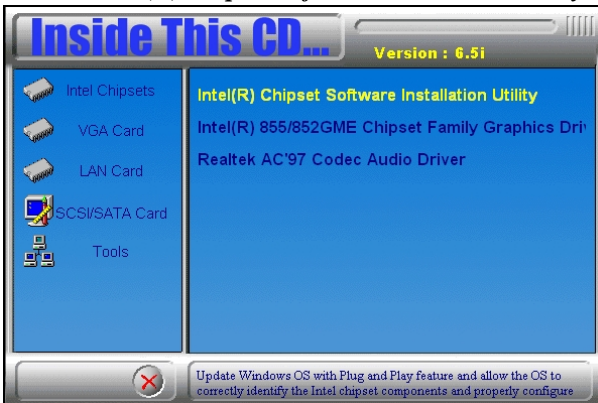 Inside This CD...
Version : 6.5i
Intel Chipsets
VGA Card
LAN Card
SCSI/SATA Card
Tools
Intel(R) Chipset Software Installation Utility
Intel(R) 855/852GME Chipset Family Graphics Driv
Realtek AC'97 Codec Audio Driver
Update Windows OS with Plug and Play feature and allow the OS to
correctly identify the Intel chipset components and properly configure